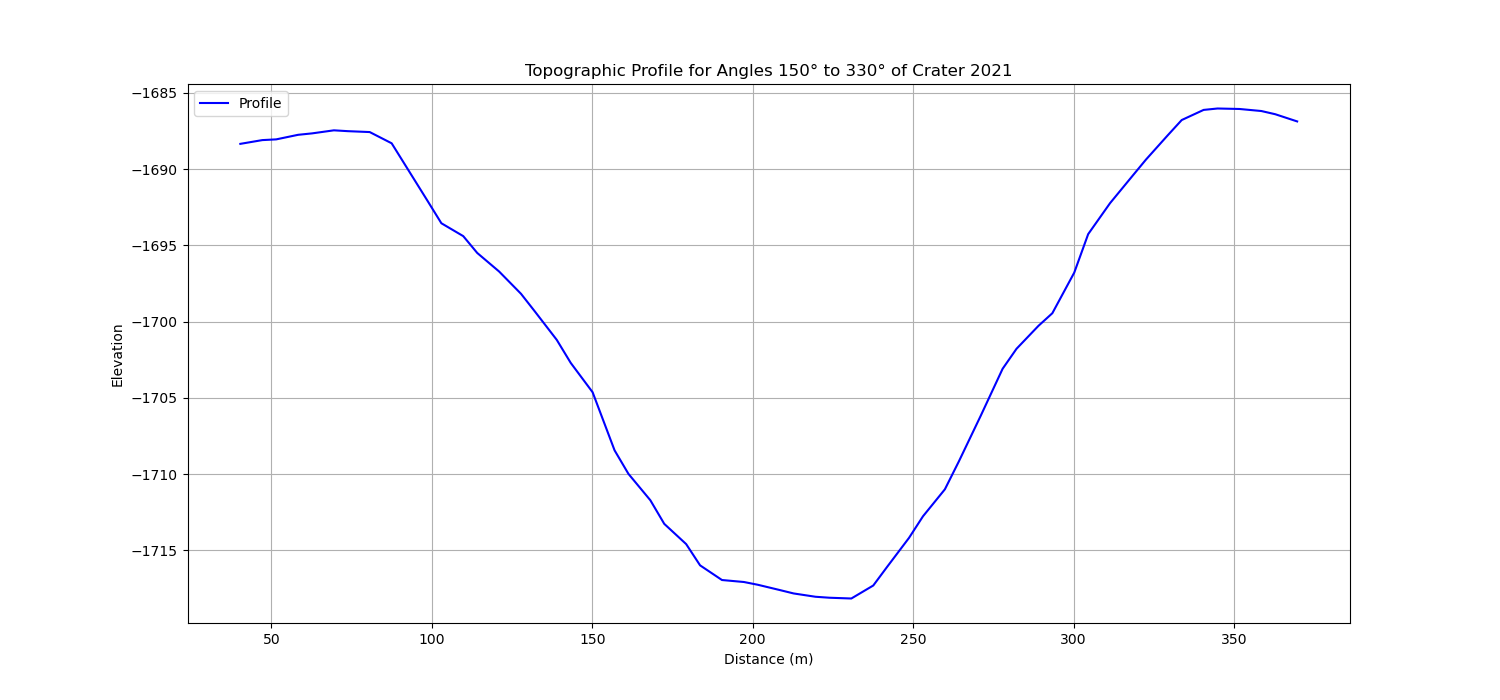 Topographic Profile for Angles 150° to 330° of Crater 2021
Profile
−1685
−1690
−1695
−1700
−1705
−1710
−1715
Elevation
50 100 150 200 250 300 350
Distance (m)